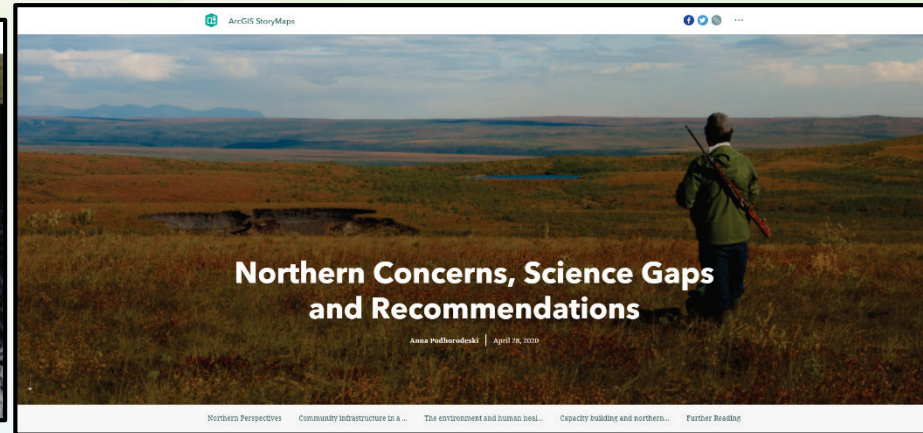 ArcGIS StoryMaps
Northern Concerns, Science Gaps
and Recommendations
Anna Podhorodeski | April 28, 2020
Northern Perspectives Community infrastructure in a ... The environment and human heal... Capacity building and northern... Further Reading